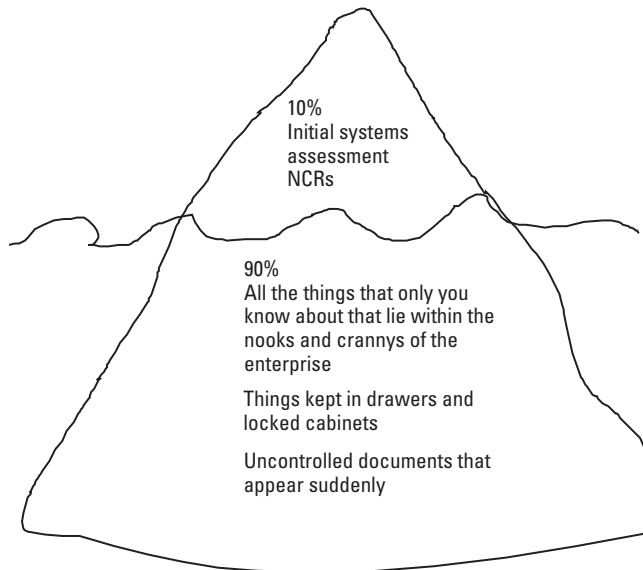 10%
Initial systems
assessment
NCRs
90%
All the things that only you
know about that lie within the
nooks and crannys of the
enterprise
Things kept in drawers and
locked cabinets
Uncontrolled documents that
appear suddenly